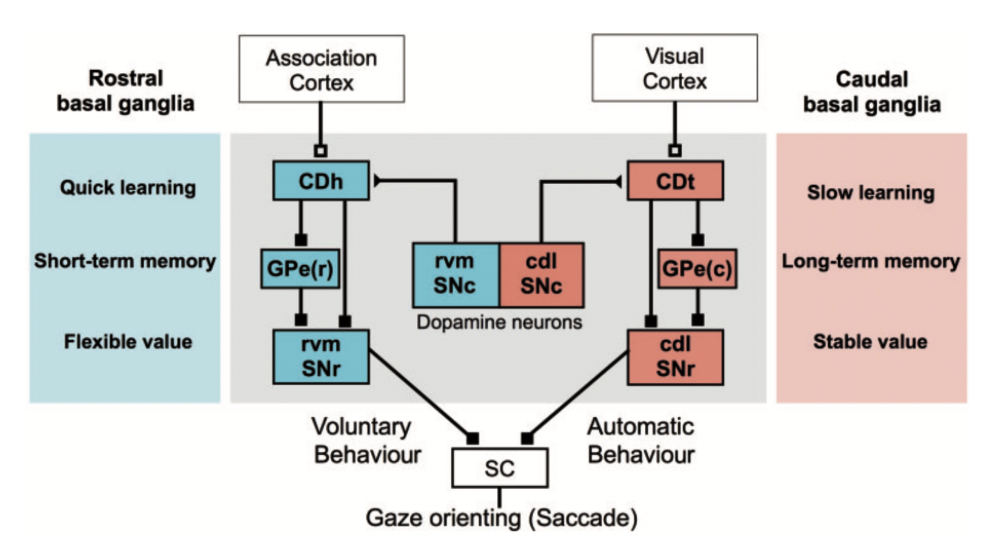 Rostral
basal ganglia
Quick learning
Short-term memory
Flexible value
Association
Cortex
Visual
Cortex
CDh
CDt
GPe(r)
rvm
SNc
cdl
SNc
GPe(c)
Dopamine neurons
rvm
SNr
cdl
SNr
Voluntary
Behaviour
Automatic
Behaviour
SC
Gaze orienting (Saccade)
Caudal
basal ganglia
Slow learning
Long-term memory
Stable value